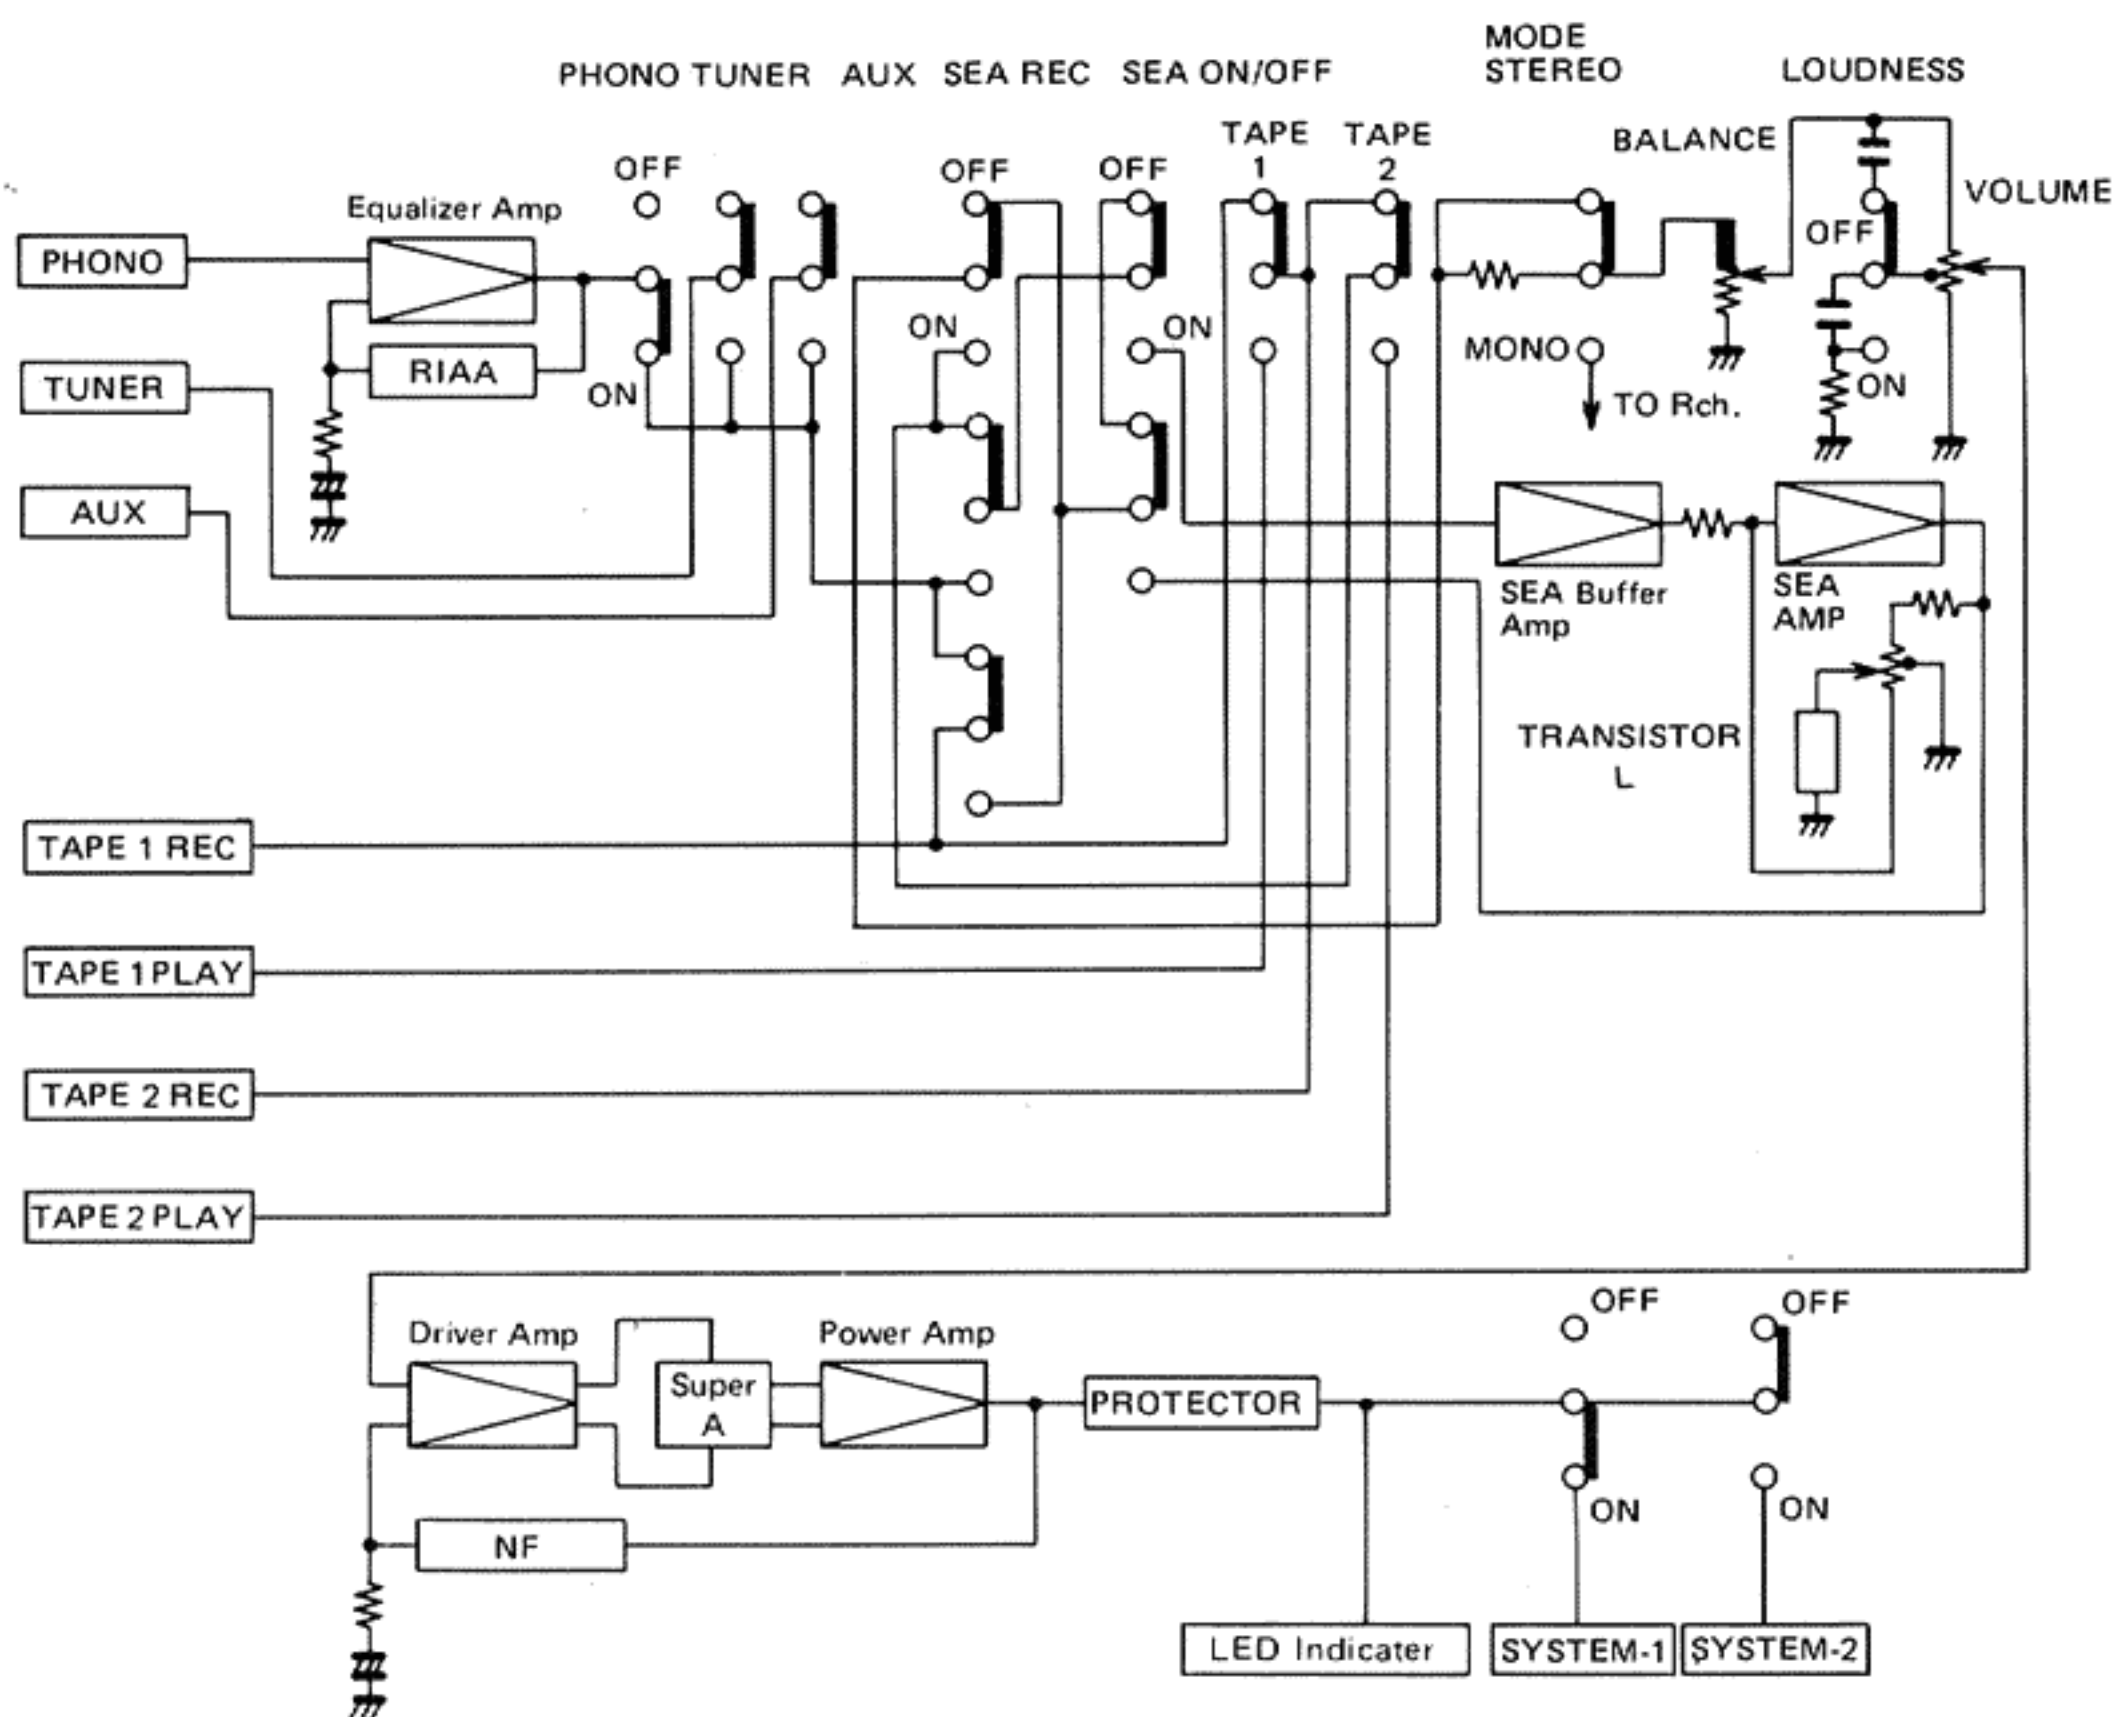 MODE
PHONO TUNER AUX SEA REC SEA ON/OFF STEREO LOUDNESS
TAPE TAPE BALANCE
OFF OFF OFF 1 2
Equalizer Amp VOLUME
OFF
PHONO
ON ON MONO
RIAA
TUNER ON ON
TO Rch.
AUX
SEA Buffer
Amp
SEA
AMP
TRANSISTOR
L
TAPE 1 REC
TAPE 1 PLAY
TAPE 2 REC
TAPE 2 PLAY
OFF OFF
Driver Amp Power Amp
Super
A
PROTECTOR
ON ON
NF
LED Indicater SYSTEM-1 SYSTEM-2